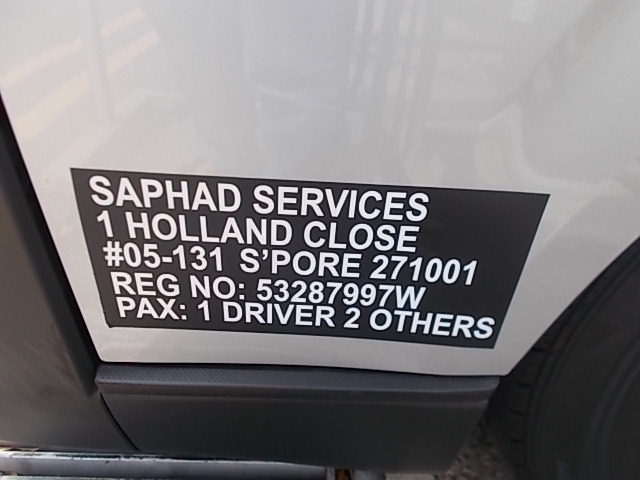 SAPHAD SERVICES
1 HOLLAND CLOSE
#05-131 S'PORE 271001
REG NO: 53287997W
PAX: 1 DRIVER 2 OTHERS